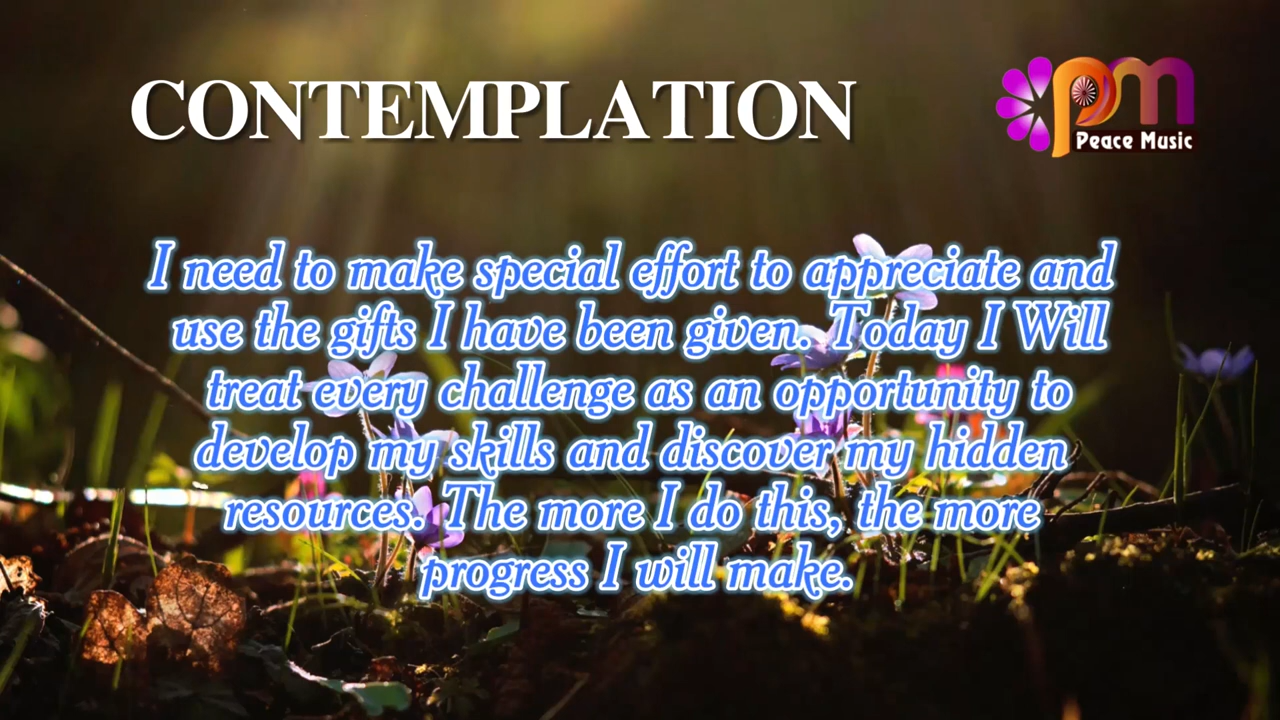 CONTEMPLATION
pm
Peace Music
I need to make special effort to appreciate and
use the gifts I have been given. Today I Will
treat every challenge as an opportunity to
develop my skills and discover my hidden
resources. The more I do this, the more
progress I will make.